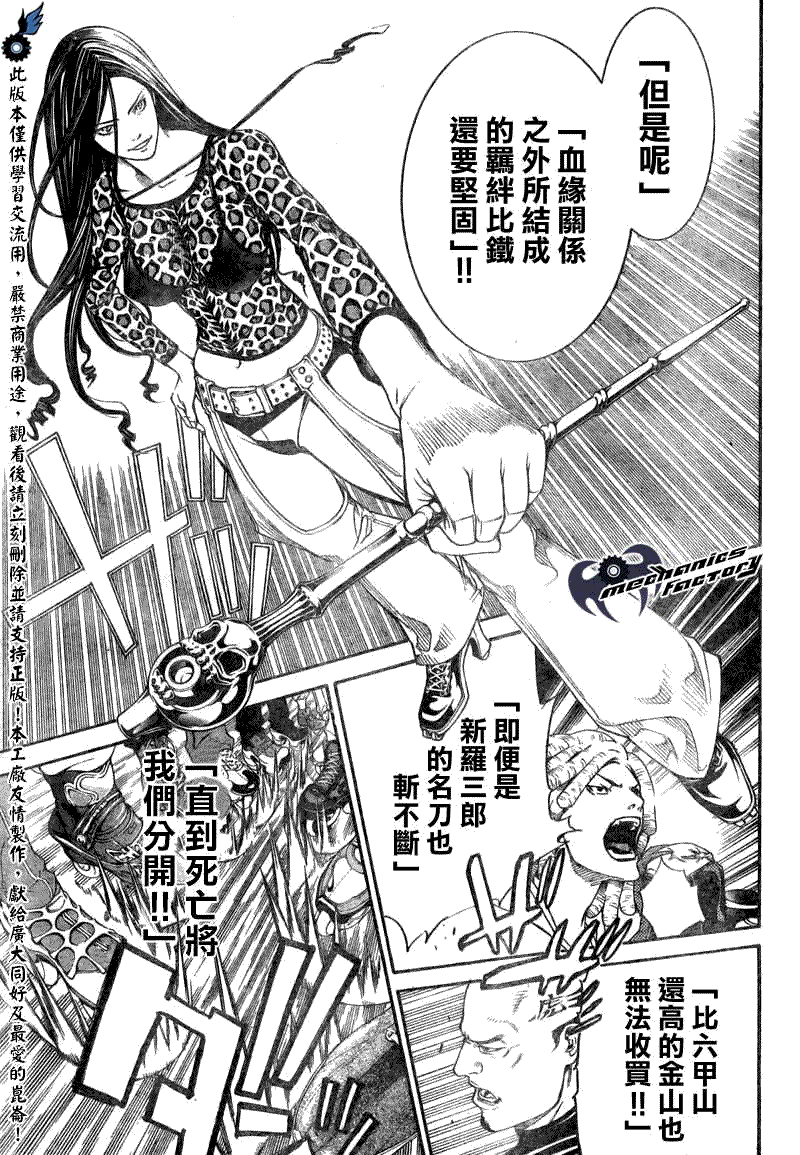 「但是呢」
「血緣關係
之外所結成
的羈絆比鐵
還要堅固」!!
mechanics
factory
「即便是
新羅三郎
的名刀也
斬不斷」
「比六甲山
還高的金山也
無法收買!!」
「直到死亡將
我們分開!!」
此版本僅供學習交流用，嚴禁商業用途，觀看後請立刻刪除並請支持正版！本工廠友情製作，獻給廣大同好及最愛的崑崙！